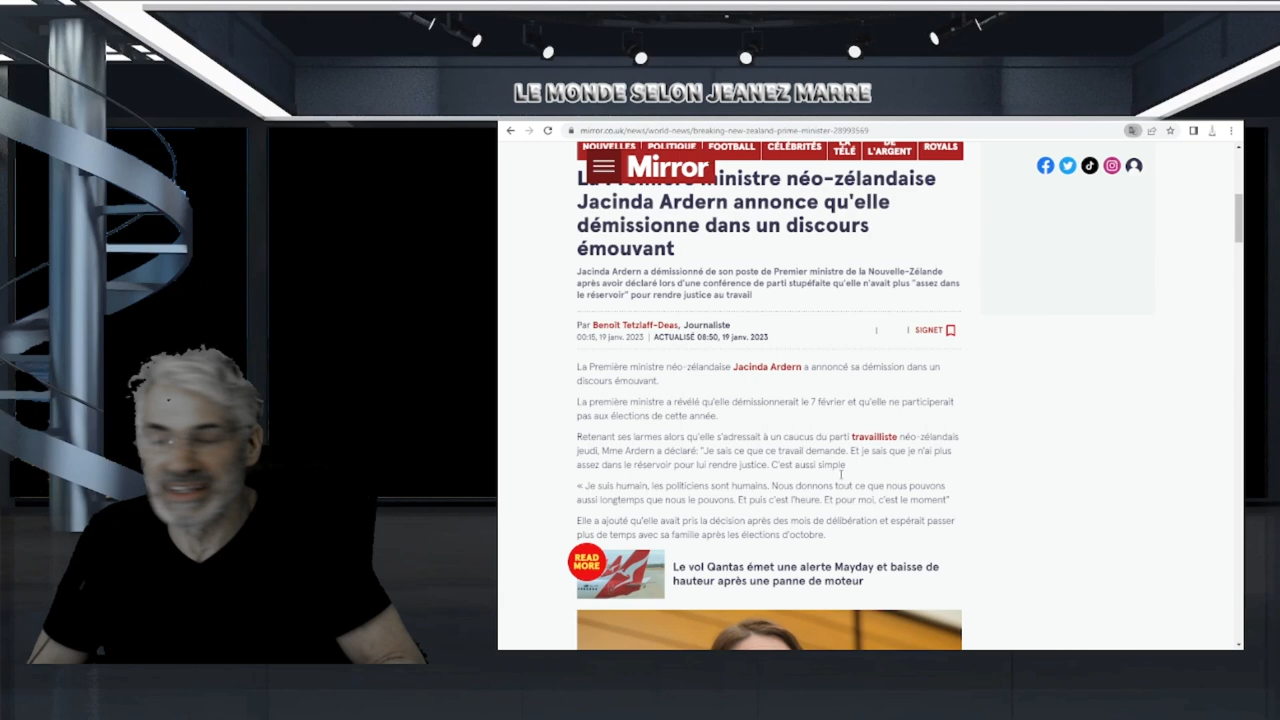 LE MONDE SELON JEANEZ MARRE
mirror.co.uk/news/world-news/breaking-new-zealand-prime-minister-28993569
NOUVELLES POLITIQUE FOOTBALL CÉLÉBRITÉS LA TÉLÉ DE L'ARGENT ROYALS
Mirror
La Première ministre néo-zélandaise
Jacinda Ardern annonce qu'elle
démissionne dans un discours
émouvant
Jacinda Ardern a démissionné de son poste de Premier ministre de la Nouvelle-Zélande
après avoir déclaré lors d'une conférence de parti stupéfaite qu'elle n'avait plus "assez dans
le réservoir" pour rendre justice au travail
Par Benoit Tetzlaff-Deas, Journaliste
00:15, 19 janv. 2023 | ACTUALISÉ 08:50, 19 janv. 2023
SIGNET
La Première ministre néo-zélandaise Jacinda Ardern a annoncé sa démission dans un
discours émouvant.
La première ministre a révélé qu'elle démissionnerait le 7 février et qu'elle ne participerait
pas aux élections de cette année.
Retenant ses larmes alors qu'elle s'adressait à un caucus du parti travailliste néo-zélandais
jeudi, Mme Ardern a déclaré: "Je sais ce que ce travail demande. Et je sais que je n'ai plus
assez dans le réservoir pour lui rendre justice. C'est aussi simple
« Je suis humain, les politiciens sont humains. Nous donnons tout ce que nous pouvons
aussi longtemps que nous le pouvons. Et puis c'est l'heure. Et pour moi, c'est le moment"
Elle a ajouté qu'elle avait pris la décision après des mois de délibération et espérait passer
plus de temps avec sa famille après les élections d'octobre.
READ
MORE
Le vol Qantas émet une alerte Mayday et baisse de
hauteur après une panne de moteur